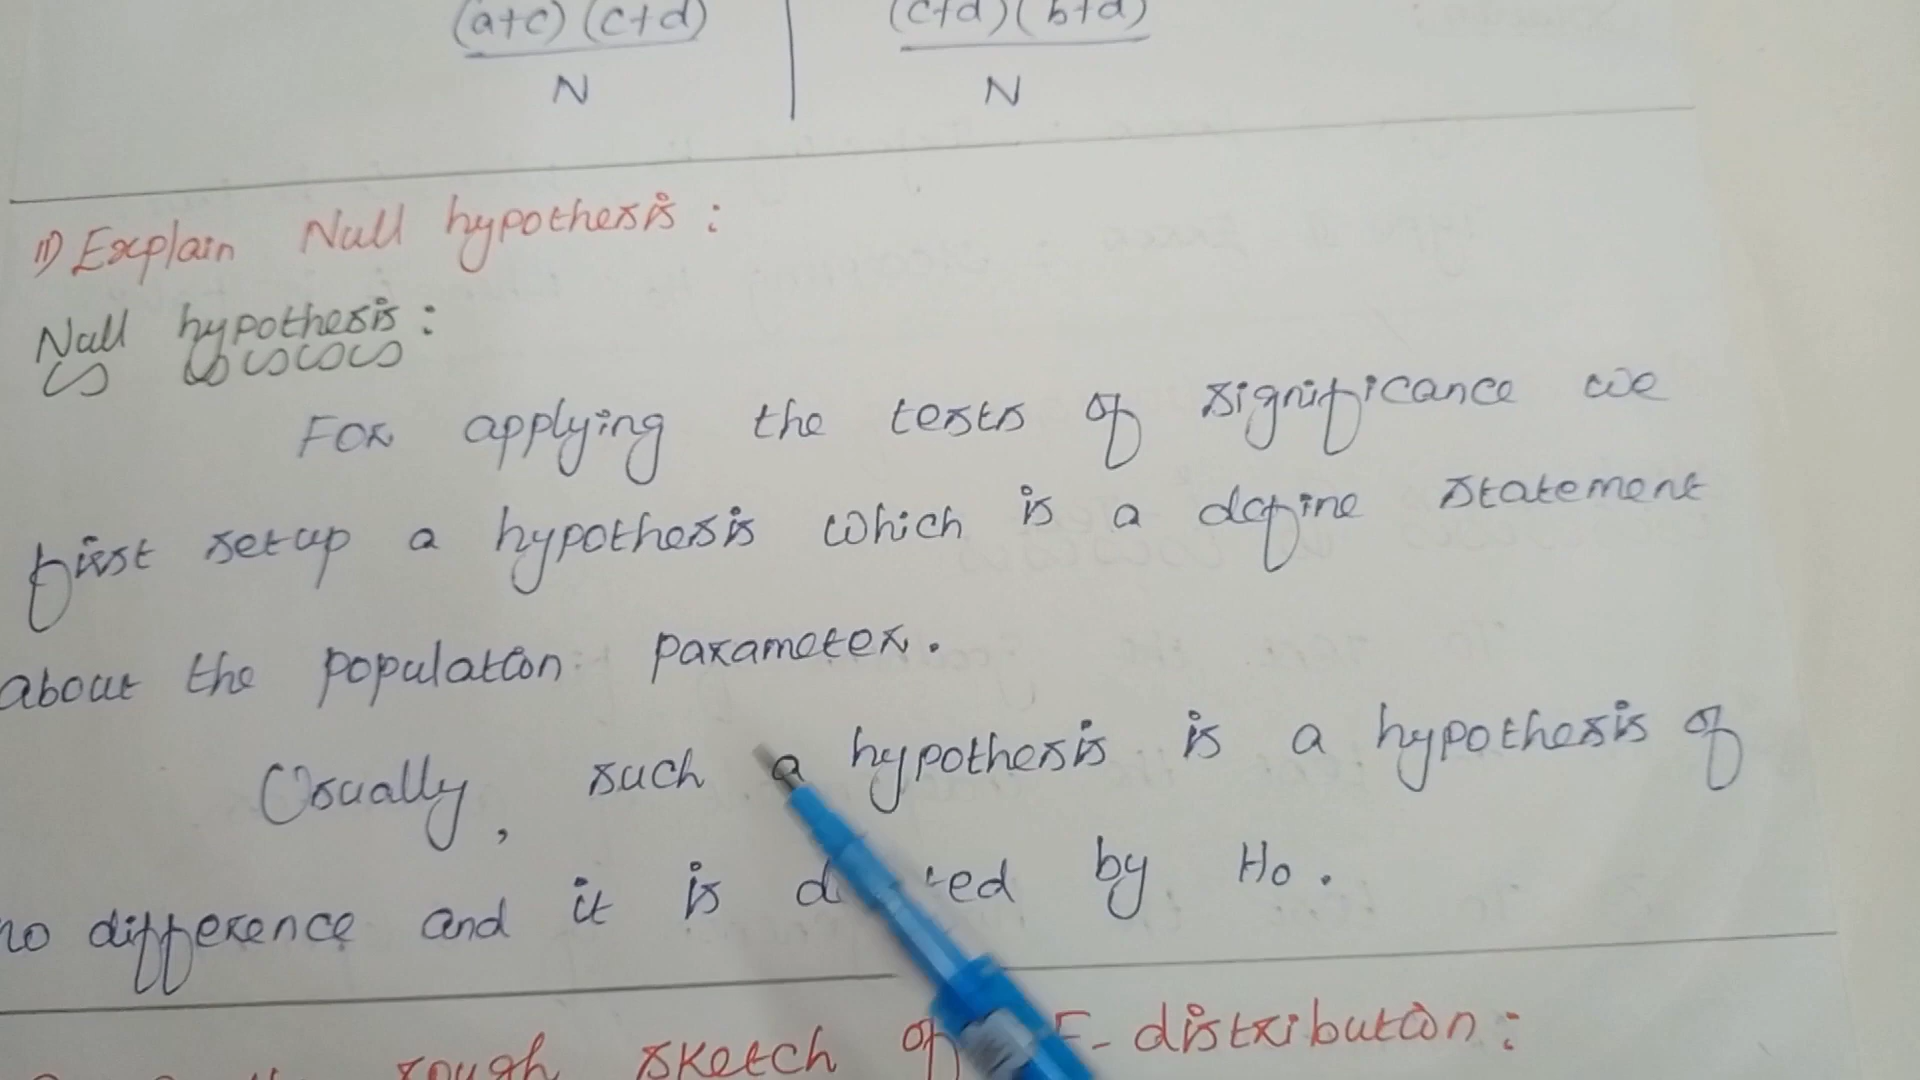 (a+c) (c+d) / N | (c+d) (b+d) / N
11) Explain Null hypothesis :
Null hypothesis :
For applying the tests of significance we
first setup a hypothesis which is a define statement
about the population parameter.
Usually, such a hypothesis is a hypothesis of
no difference and it is by Ho.
rough sketch of F- distribution :